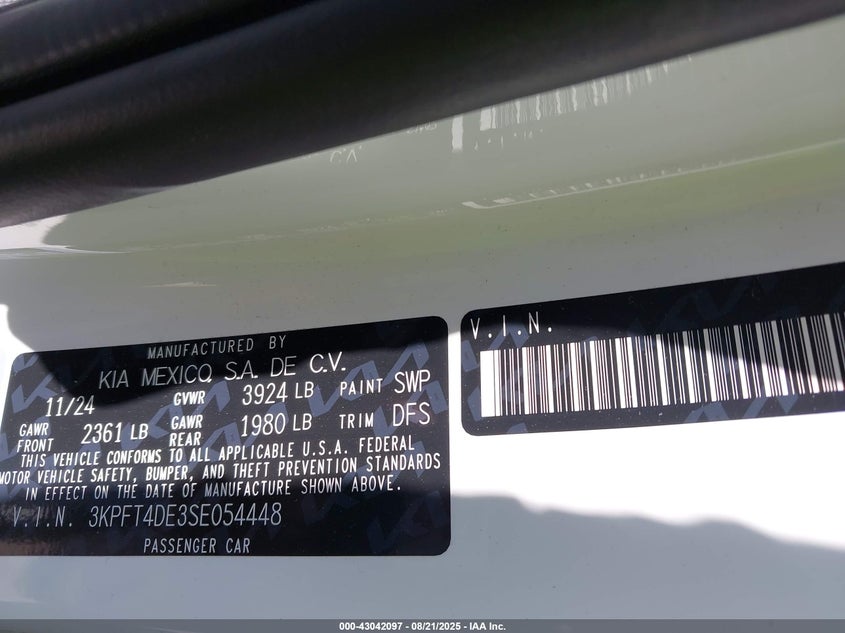 MANUFACTURED BY
KIA MEXICO, S.A. DE C.V.
11/24 GVWR 3924 LB PAINT SWP
GAWR FRONT 2361 LB GAWR REAR 1980 LB TRIM DFS
THIS VEHICLE CONFORMS TO ALL APPLICABLE U.S.A. FEDERAL
MOTOR VEHICLE SAFETY, BUMPER, AND THEFT PREVENTION STANDARDS
IN EFFECT ON THE DATE OF MANUFACTURE SHOWN ABOVE.
V.I.N. 3KPFT4DE3SE054448
PASSENGER CAR
V.I.N.
000-43042097 - 08/21/2025 - IAA Inc.